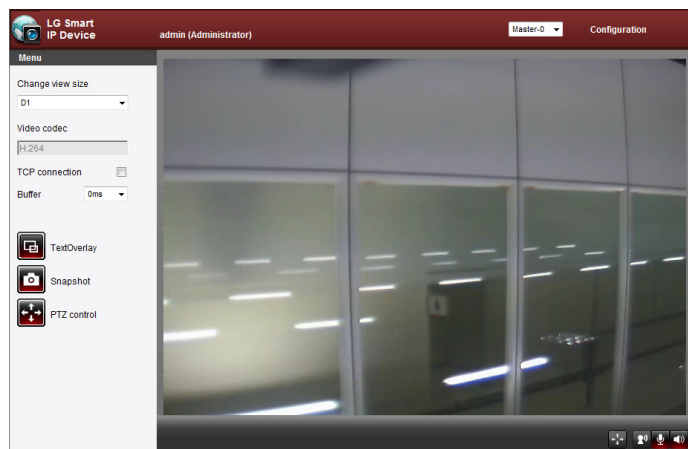 LG Smart
IP Device
admin (Administrator)
Master-0
Configuration
Menu
Change view size
D1
Video codec
H.264
TCP connection
Buffer
0ms
TextOverlay
Snapshot
PTZ control